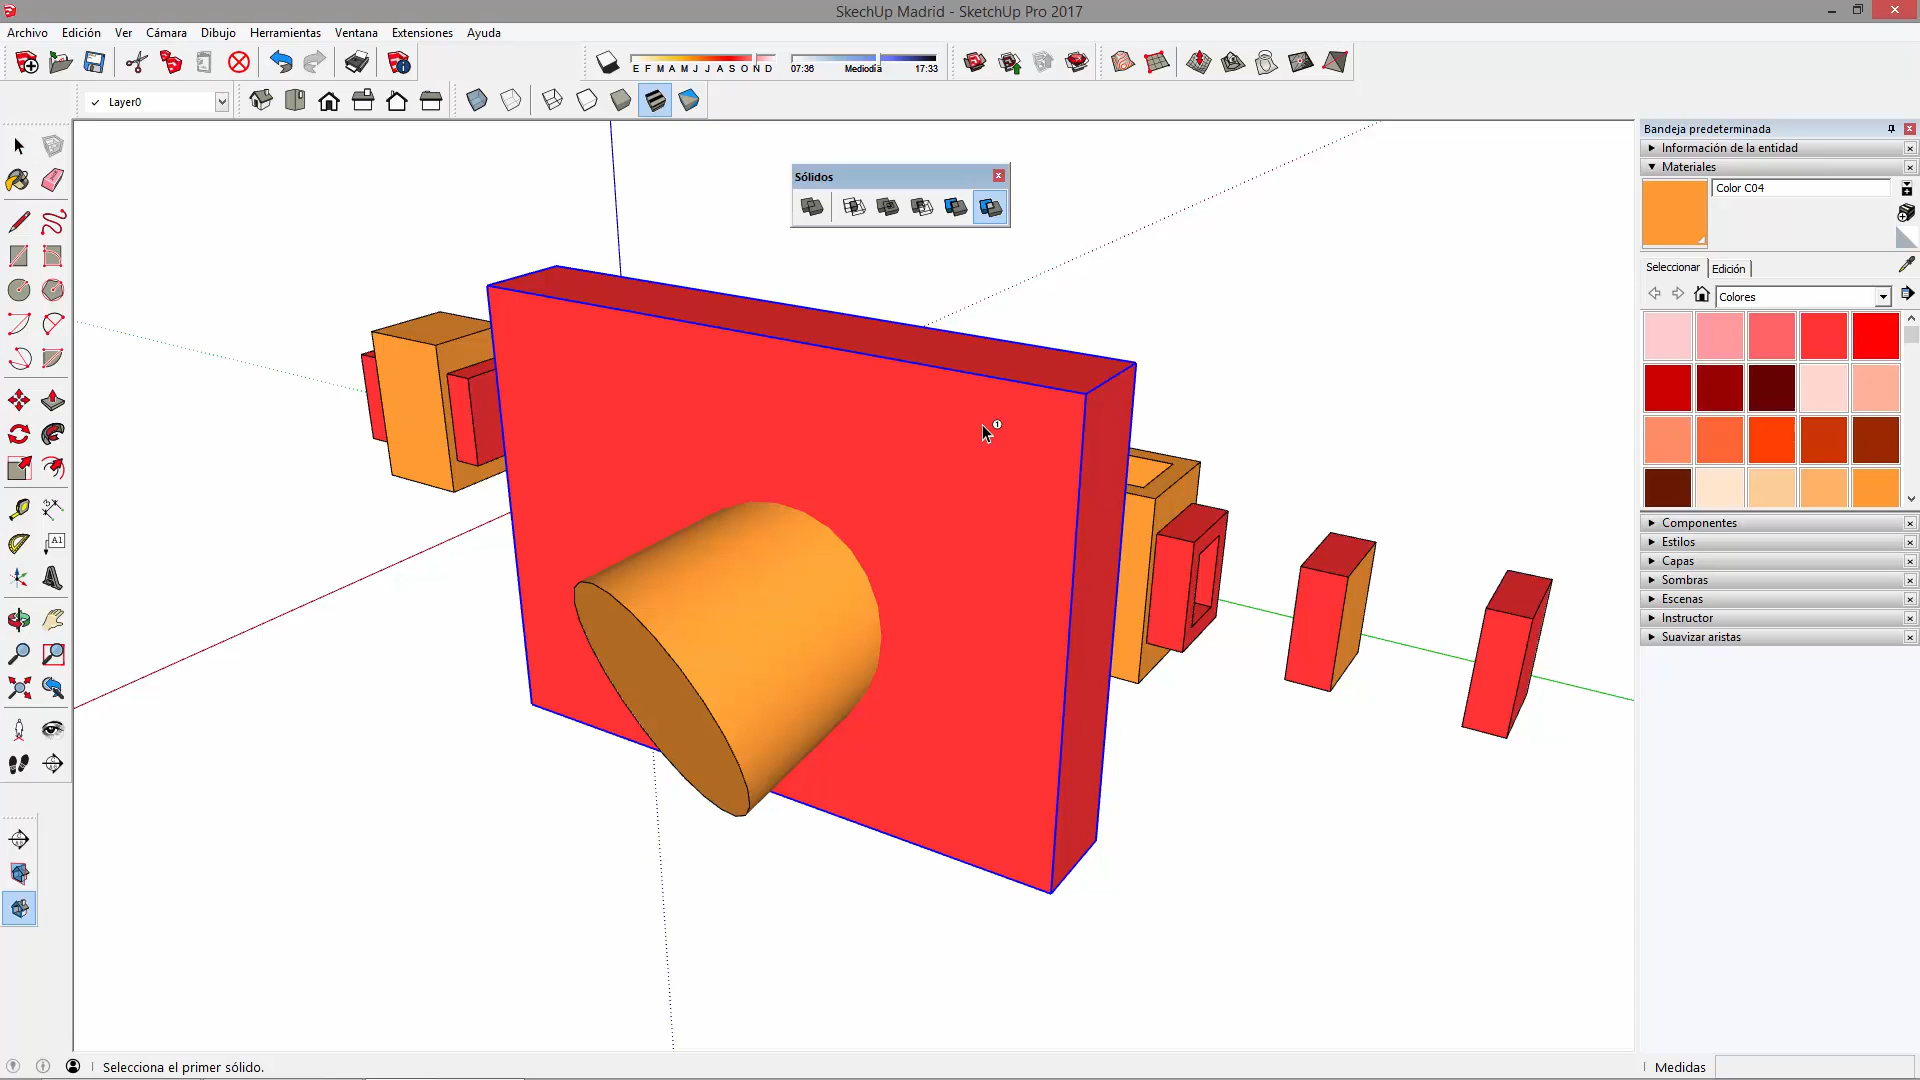 SkechUp Madrid - SketchUp Pro 2017
Archivo Edición Ver Cámara Dibujo Herramientas Ventana Extensiones Ayuda
E F M A M J J A S O N D
07:36 Mediodía 17:33
Layer0
Sólidos
Bandeja predeterminada
Información de la entidad
Materiales
Color C04
Seleccionar Edición
Colores
Componentes
Estilos
Capas
Sombras
Escenas
Instructor
Suavizar aristas
A1
Selecciona el primer sólido.
Medidas